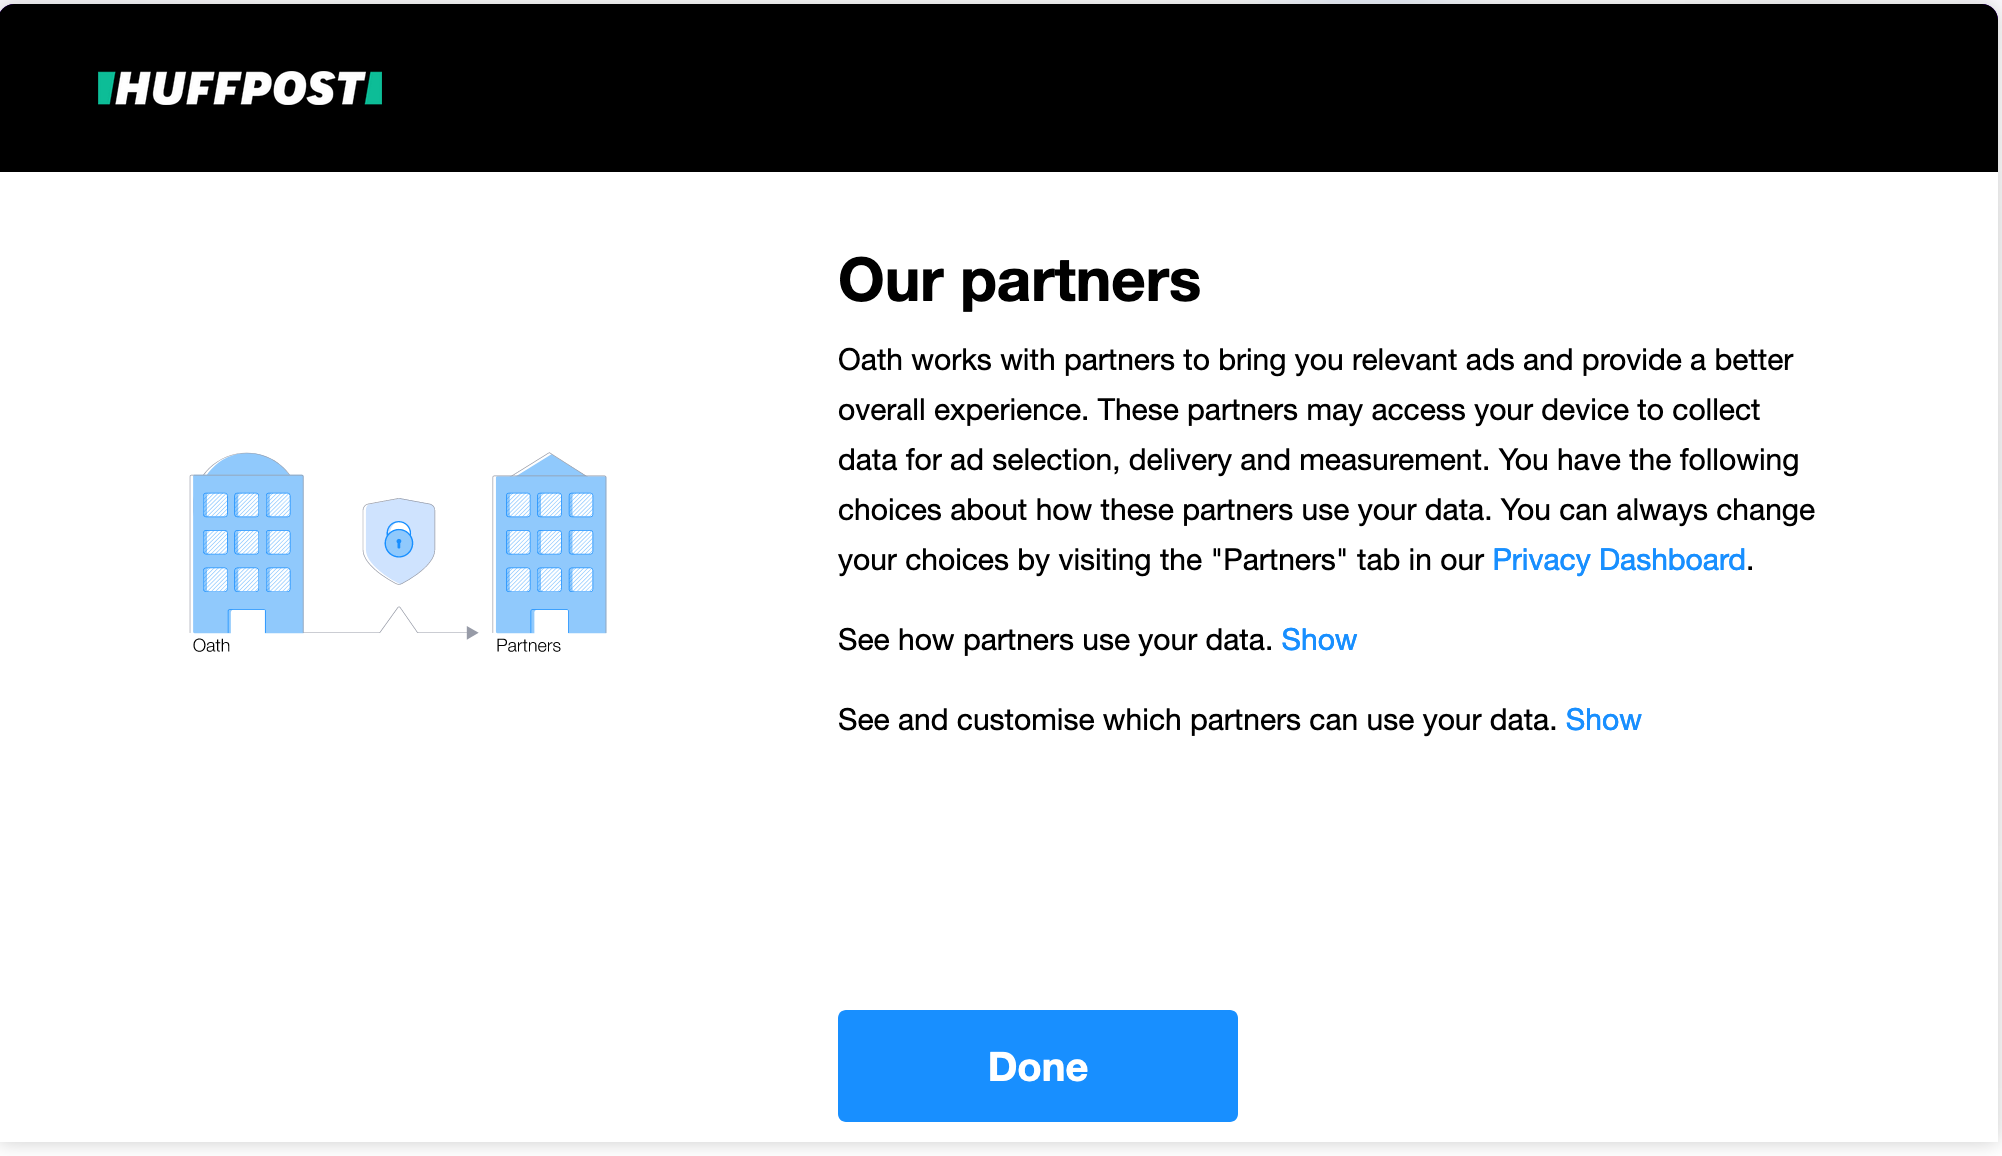 HUFFPOST
Our partners
Oath works with partners to bring you relevant ads and provide a better
overall experience. These partners may access your device to collect
data for ad selection, delivery and measurement. You have the following
choices about how these partners use your data. You can always change
your choices by visiting the "Partners" tab in our Privacy Dashboard.
See how partners use your data. Show
See and customise which partners can use your data. Show
Oath
Partners
Done